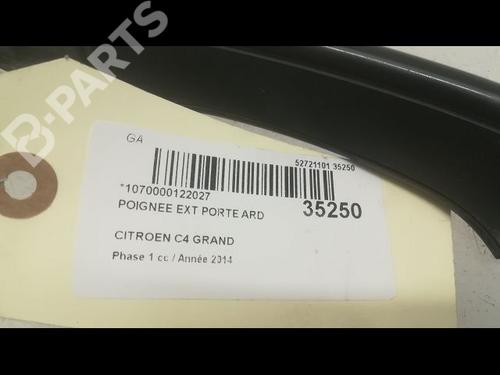 B-PARTS
GA
52721101 35250
*1070000122027
POIGNEE EXT PORTE ARD
35250
CITROEN C4 GRAND
Phase 1 cc / Année 2014